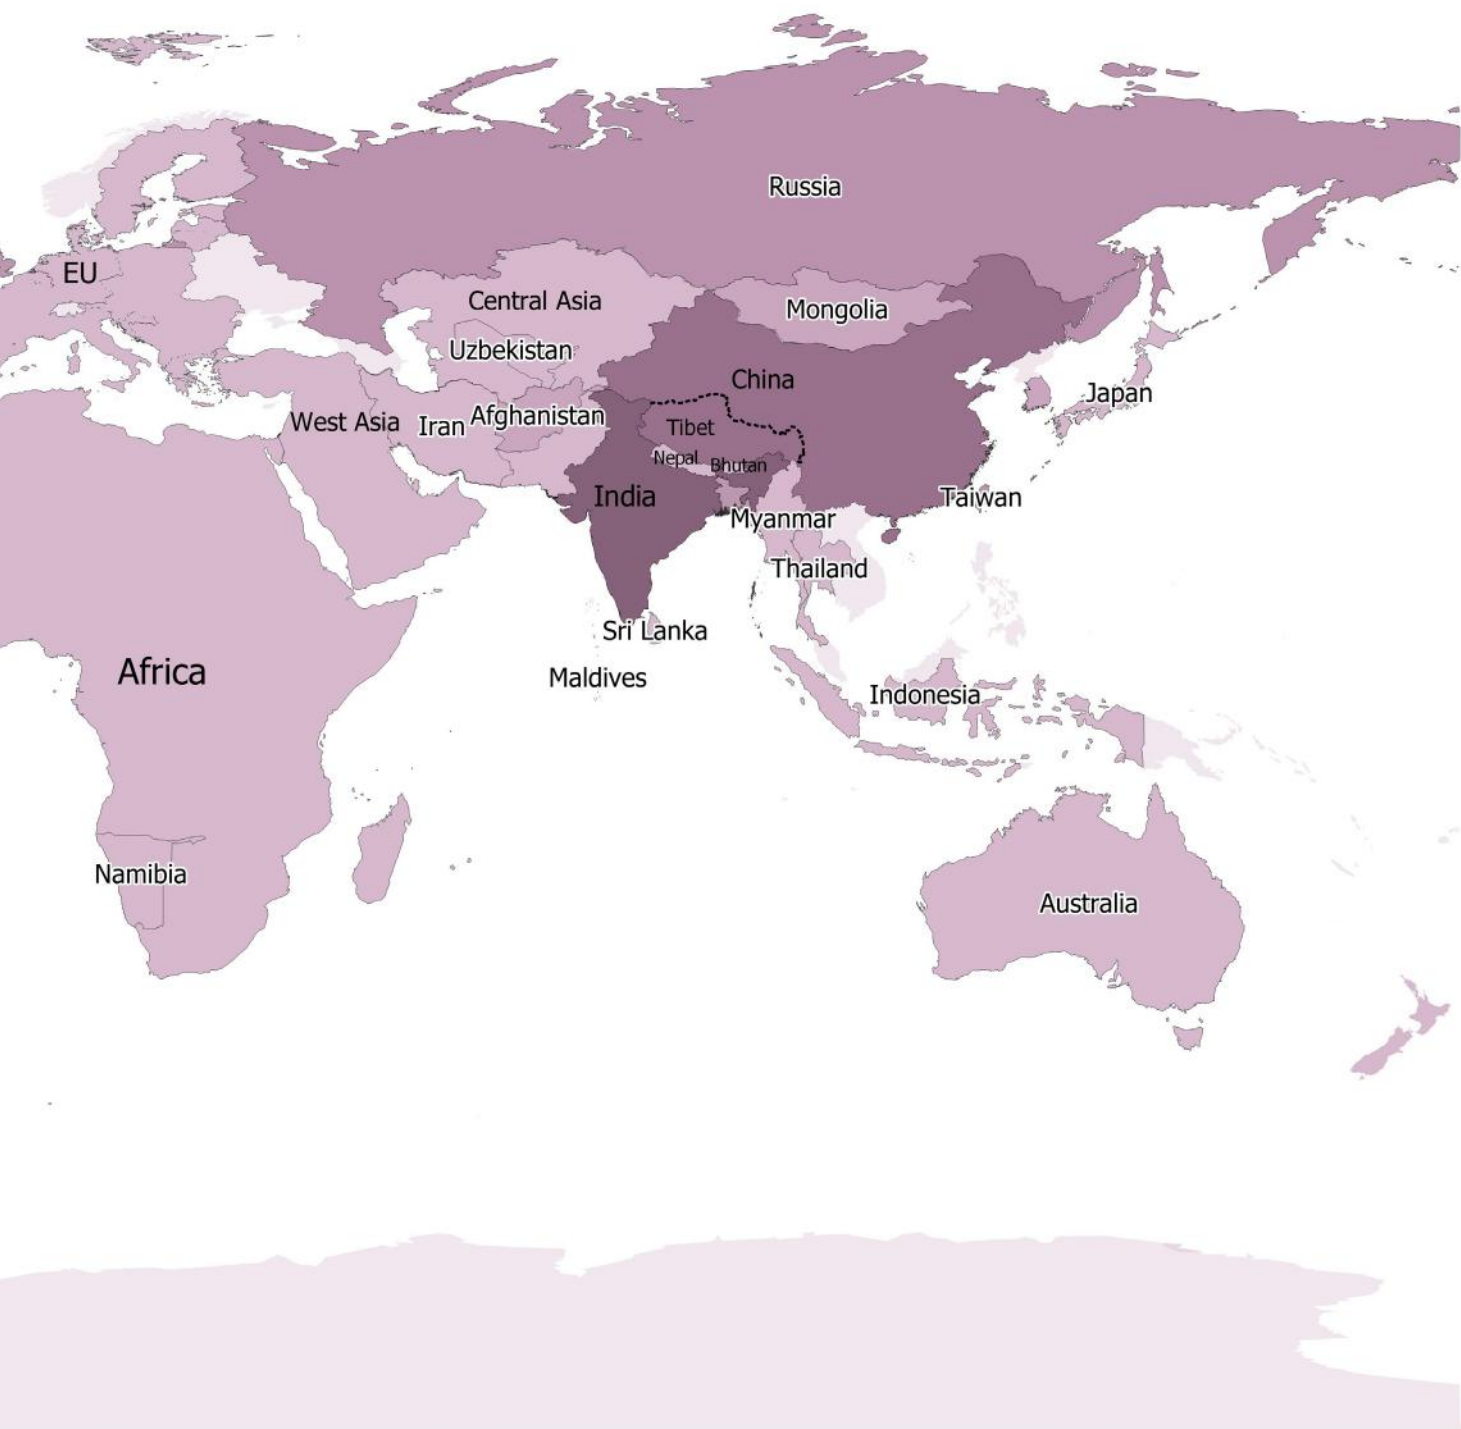 Russia
EU
Central Asia
Mongolia
Uzbekistan
China
Japan
West Asia
Iran
Afghanistan
Tibet
Nepal
Bhutan
India
Taiwan
Myanmar
Thailand
Sri Lanka
Africa
Maldives
Indonesia
Namibia
Australia